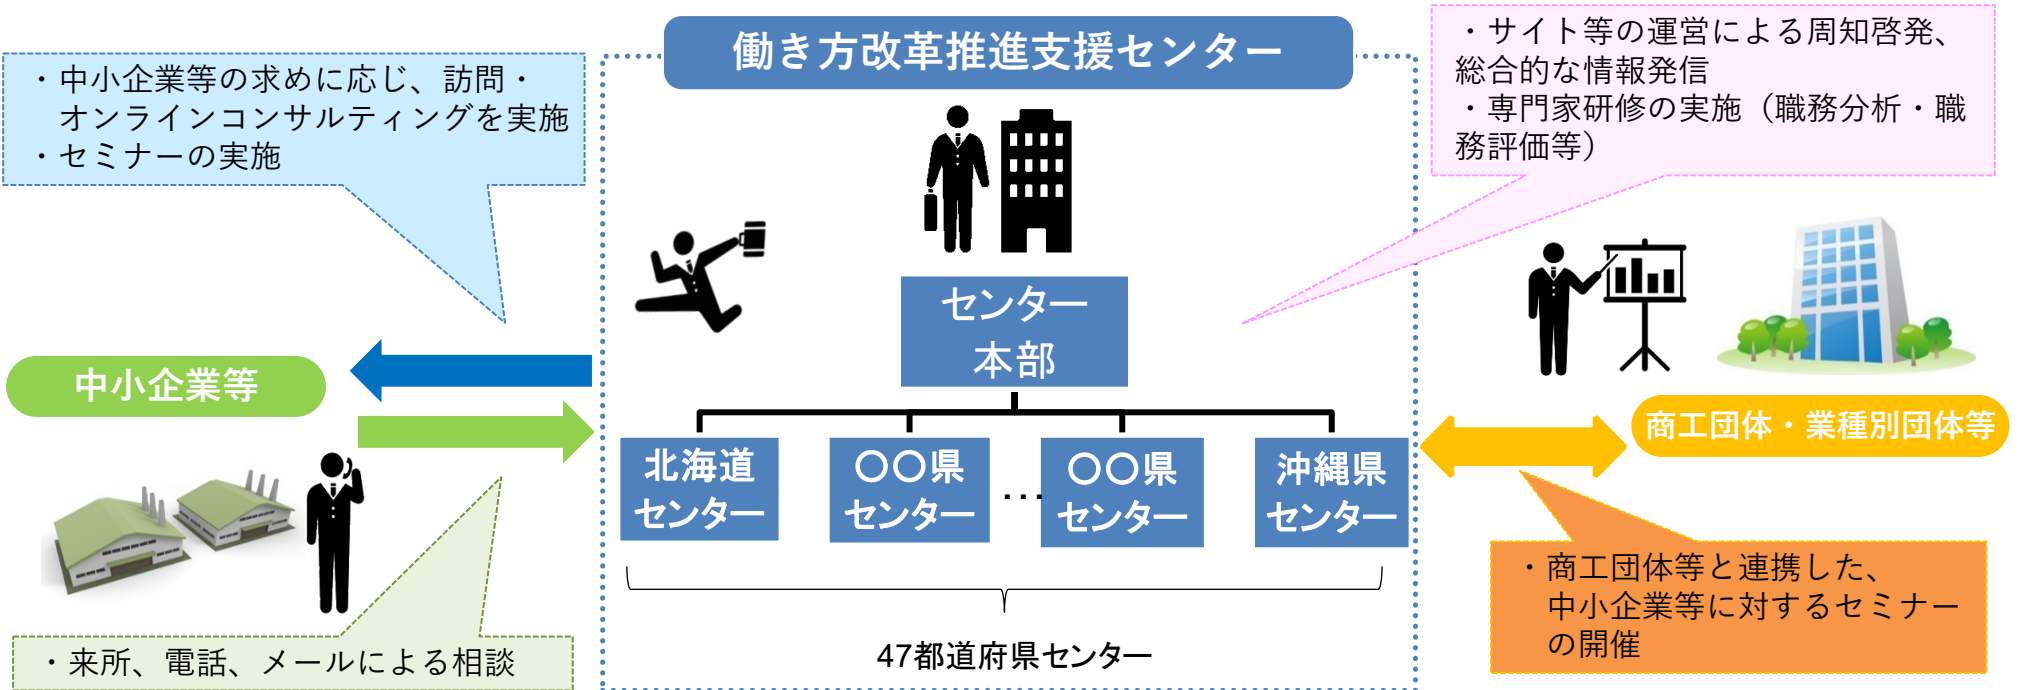 働き方改革推進支援センター
・中小企業等の求めに応じ、訪問・
オンラインコンサルティングを実施
・セミナーの実施
・サイト等の運営による周知啓発、
総合的な情報発信
・専門家研修の実施（職務分析・職
務評価等）
センター
本部
中小企業等
商工団体・業種別団体等
北海道
センター
〇〇県
センター
…
〇〇県
センター
沖縄県
センター
・商工団体等と連携した、
中小企業等に対するセミナー
の開催
・来所、電話、メールによる相談
47都道府県センター